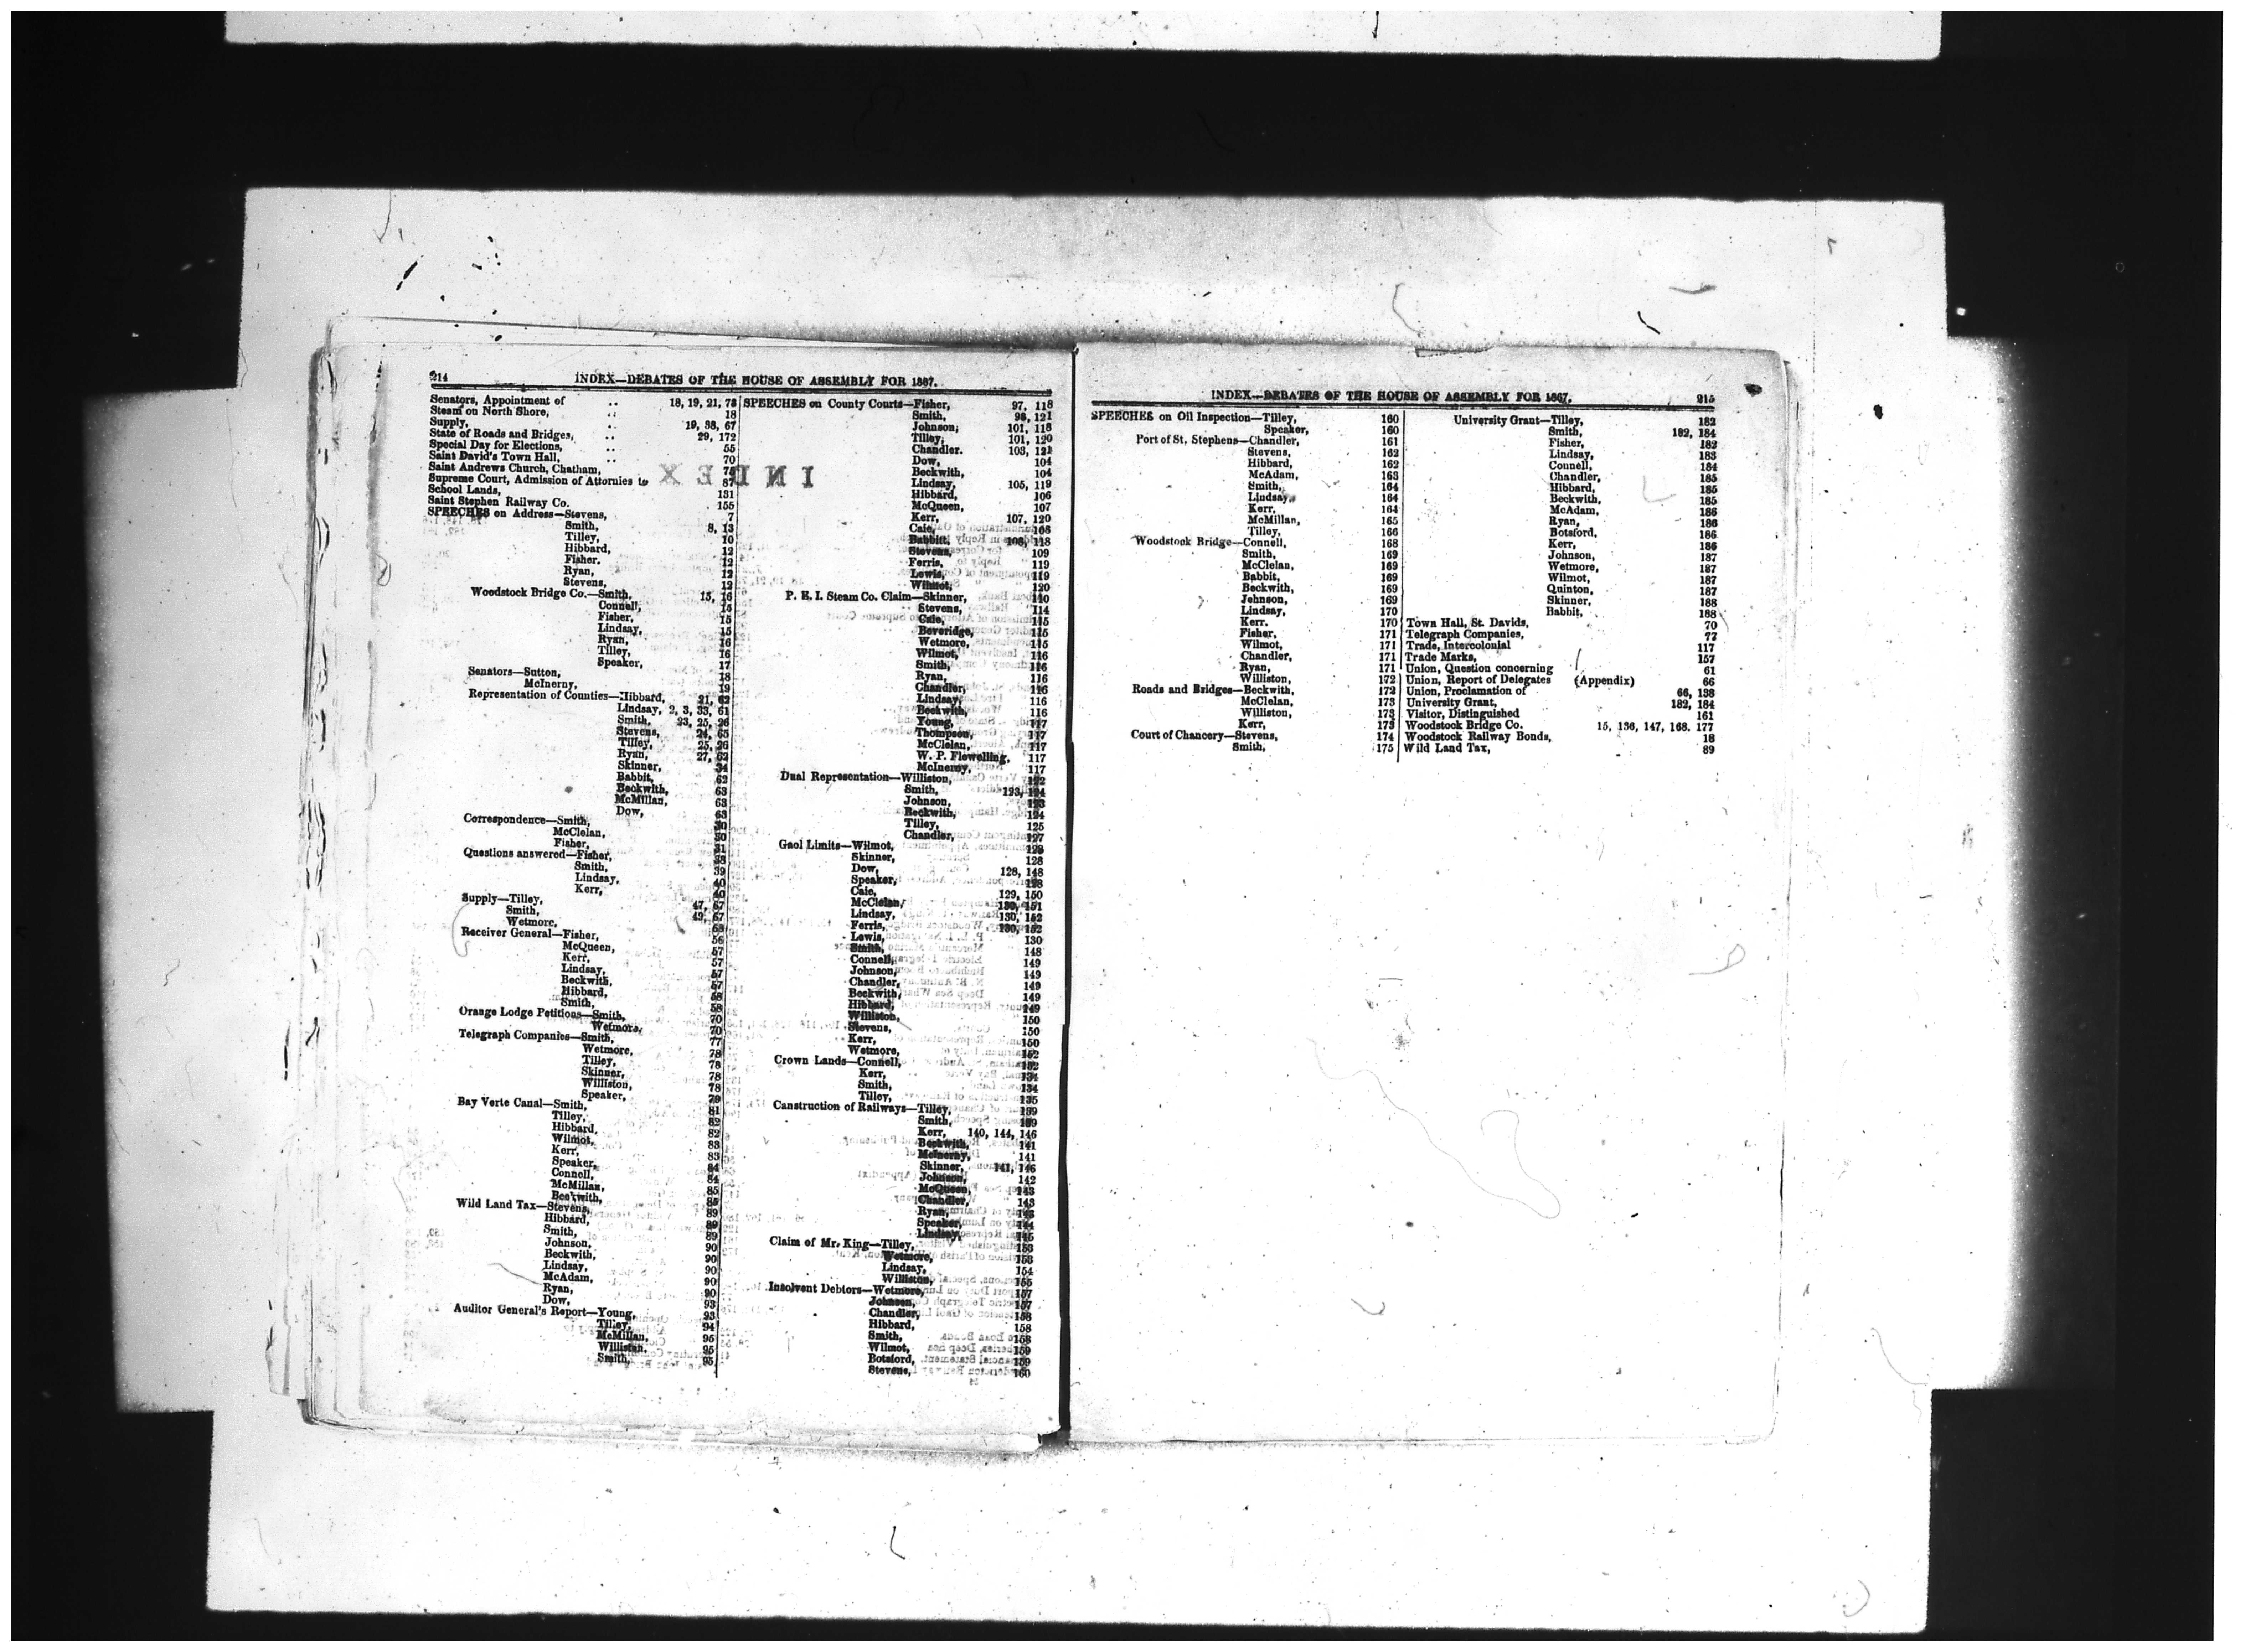 214 INDEX—DEBATES OF THE HOUSE OF ASSEMBLY FOR 1867.
Senators, Appointment of .. 18, 19, 21, 73
Steam on North Shore, .. 18
Supply, .. 19, 38, 67
State of Roads and Bridges, .. 29, 172
Special Day for Elections, .. 55
Saint David's Town Hall, .. 70
Saint Andrews Church, Chatham, 78
Supreme Court, Admission of Attornies to 87
School Lands, 131
Saint Stephen Railway Co. 155
SPEECHES on Address—Stevens, 7
Smith, 8, 13
Tilley, 10
Hibbard, 12
Fisher. 12
Ryan, 12
Stevens, 12
Woodstock Bridge Co.—Smith, 15, 16
Connell, 15
Fisher, 15
Lindsay, 15
Ryan, 16
Tilley, 16
Speaker, 17
Senators—Sutton, 18
McInerny, 19
Representation of Counties—Hibbard, 21, 62
Lindsay, 2, 3, 33, 61
Smith, 23, 25, 26
Stevens, 24, 65
Tilley, 25, 26
Ryan, 27, 62
Skinner, 34
Babbit, 62
Beckwith, 63
McMillan, 63
Dow, 63
Correspondence—Smith, 30
McClelan, 30
Fisher, 31
Questions answered—Fisher, 38
Smith, 39
Lindsay, 40
Kerr, 40
Supply—Tilley, 47, 67
Smith, 49, 67
Wetmore, 53
Receiver General—Fisher, 56
McQueen, 57
Kerr, 57
Lindsay, 57
Beckwith, 57
Hibbard, 58
Smith, 58
Orange Lodge Petitions—Smith, 70
Wetmore, 70
Telegraph Companies—Smith, 77
Wetmore, 78
Tilley, 78
Skinner, 78
Williston, 78
Speaker, 79
Bay Verte Canal—Smith, 81
Tilley, 82
Hibbard, 82
Wilmot, 83
Kerr, 83
Speaker, 84
Connell, 84
McMillan, 85
Beckwith, 85
Wild Land Tax—Stevens, 89
Hibbard, 89
Smith, 89
Johnson, 90
Beckwith, 90
Lindsay, 90
McAdam, 90
Ryan, 90
Dow, 93
Auditor General's Report—Young, 93
Tilley, 94
McMillan, 95
Williston, 95
Smith, 95
SPEECHES on County Courts—Fisher, 97, 118
Smith, 98, 121
Johnson, 101, 118
Tilley, 101, 120
Chandler. 103, 121
Dow, 104
Beckwith, 104
Lindsay, 105, 119
Hibbard, 106
McQueen, 107
Kerr, 107, 120
Caie, 108
Babbitt, 108, 118
Stevens, 109
Ferris, 119
Lewis, 119
Wilmot, 120
P. E. I. Steam Co. Claim—Skinner, 110
Stevens, 114
Caie, 115
Beveridge, 115
Wetmore, 115
Wilmot, 116
Smith, 116
Ryan, 116
Chandler, 116
Lindsay, 116
Beckwith, 116
Young, 117
Thompson, 117
McClelan, 117
W. P. Flewelling, 117
McInerny, 117
Dual Representation—Williston, 122
Smith, 123, 124
Johnson, 123
Beckwith, 124
Tilley, 125
Chandler, 127
Gaol Limits—Wilmot, 128
Skinner, 128
Dow, 128, 148
Speaker, 128
Caie, 129, 150
McClelan, 130, 151
Lindsay, 130, 152
Ferris, 130, 152
Lewis, 130
Smith, 148
Connell, 149
Johnson, 149
Chandler, 149
Beckwith, 149
Hibbard, 149
Williston, 150
Stevens, 150
Kerr, 150
Wetmore, 152
Crown Lands—Connell, 132
Kerr, 134
Smith, 134
Tilley, 135
Canstruction of Railways—Tilley, 139
Smith, 139
Kerr, 140, 144, 146
Beckwith, 141
McInerny, 141
Skinner, 141, 146
Johnson, 142
McQueen, 143
Chandler, 143
Ryan, 143
Speaker, 144
Lindsay, 145
Claim of Mr. King—Tilley, 153
Wetmore, 153
Lindsay, 154
Williston, 155
Insolvent Debtors—Wetmore, 157
Johnson, 157
Chandler, 158
Hibbard, 158
Smith, 158
Wilmot, 159
Botsford, 159
Stevens, 160
INDEX—DEBATES OF THE HOUSE OF ASSEMBLY FOR 1867. 215
SPEECHES on Oil Inspection—Tilley, 160
Speaker, 160
Port of St. Stephens—Chandler, 161
Stevens, 162
Hibbard, 162
McAdam, 163
Smith, 164
Lindsay, 164
Kerr, 164
McMillan, 165
Tilley, 166
Woodstock Bridge—Connell, 168
Smith, 169
McClelan, 169
Babbit, 169
Beckwith, 169
Johnson, 169
Lindsay, 170
Kerr. 170
Fisher, 171
Wilmot, 171
Chandler, 171
Ryan, 171
Williston, 172
Roads and Bridges—Beckwith, 172
McClelan, 173
Williston, 173
Kerr, 173
Court of Chancery—Stevens, 174
Smith, 175
University Grant—Tilley, 182
Smith, 182, 184
Fisher, 182
Lindsay, 183
Connell, 184
Chandler, 185
Hibbard, 185
Beckwith, 185
McAdam, 186
Ryan, 186
Botsford, 186
Kerr, 186
Johnson, 187
Wetmore, 187
Wilmot, 187
Quinton, 187
Skinner, 188
Babbit, 188
Town Hall, St. Davids, 70
Telegraph Companies, 77
Trade, Intercolonial 117
Trade Marks, 157
Union, Question concerning 61
Union, Report of Delegates (Appendix) 66
Union, Proclamation of 66, 138
University Grant, 182, 184
Visitor, Distinguished 161
Woodstock Bridge Co. 15, 136, 147, 168. 177
Woodstock Railway Bonds, 18
Wild Land Tax, 89